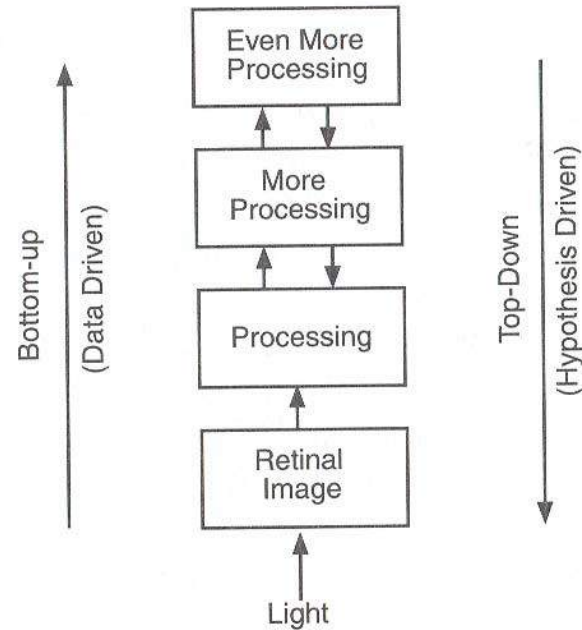 Even More
Processing
More
Processing
Processing
Retinal
Image
Light
Bottom-up
(Data Driven)
Top-Down
(Hypothesis Driven)